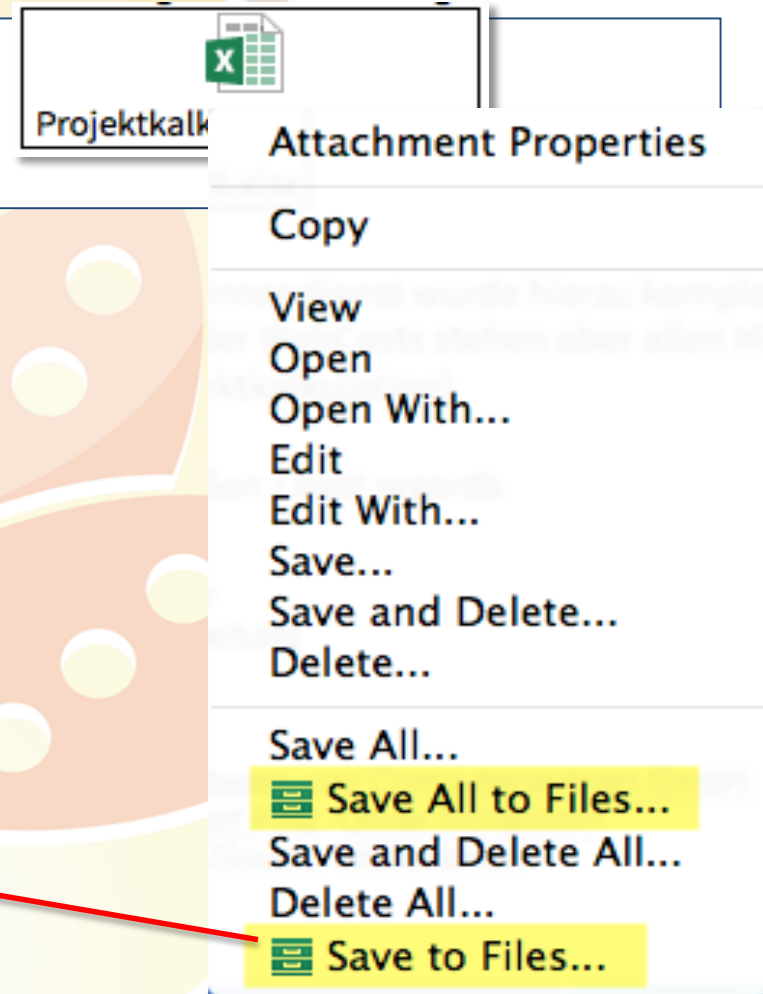 X
Projektkalk
Attachment Properties
Copy
View
Open
Open With...
Edit
Edit With...
Save...
Save and Delete...
Delete...
Save All...
Save All to Files...
Save and Delete All...
Delete All...
Save to Files...